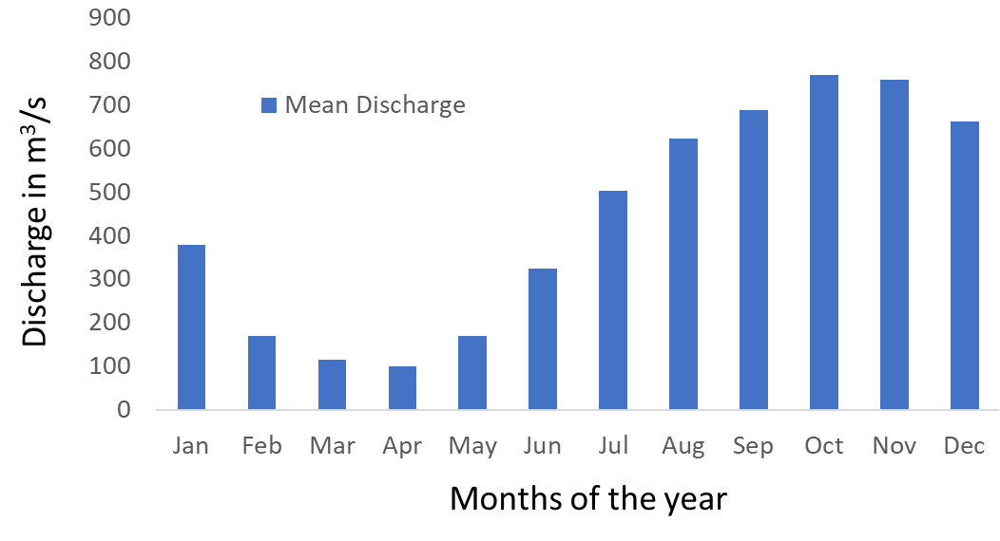 900
800
700
600
500
400
300
200
100
0
Discharge in m³/s
Mean Discharge
Jan Feb Mar Apr May Jun Jul Aug Sep Oct Nov Dec
Months of the year